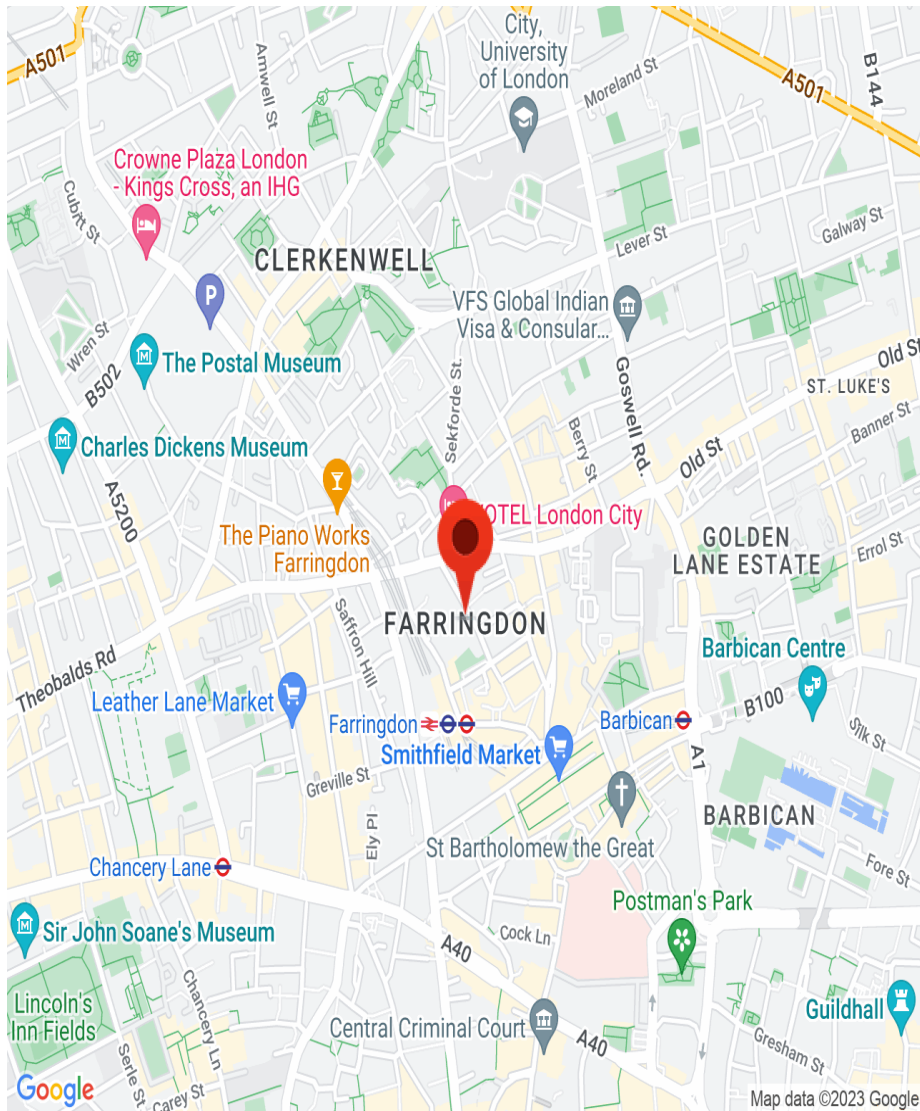 City,
University
of London
A501
Amwell St
Moreland St
A501
B144
Crowne Plaza London
- Kings Cross, an IHG
Cubitt St
CLERKENWELL
Lever St
Galway St
P
VFS Global Indian
Visa & Consular...
Wren St
The Postal Museum
B502
Sekforde St.
Goswell Rd.
Old St
ST. LUKE'S
Charles Dickens Museum
Berry St
Banner St
Old St
A5200
The Piano Works
Farringdon
OTEL London City
GOLDEN
LANE ESTATE
Errol St
FARRINGDON
Saffron Hill
Theobalds Rd
Barbican Centre
Leather Lane Market
Farringdon
Barbican
B100
Silk St
Smithfield Market
A1
Greville St
BARBICAN
Ely Pl
St Bartholomew the Great
Chancery Lane
Fore St
Postman's Park
Sir John Soane's Museum
Cock Ln
A40
Chancery Ln
Lincoln's
Inn Fields
Guildhall
Central Criminal Court
A40
Gresham St
Serle St
Carey St
Google
Map data ©2023 Google